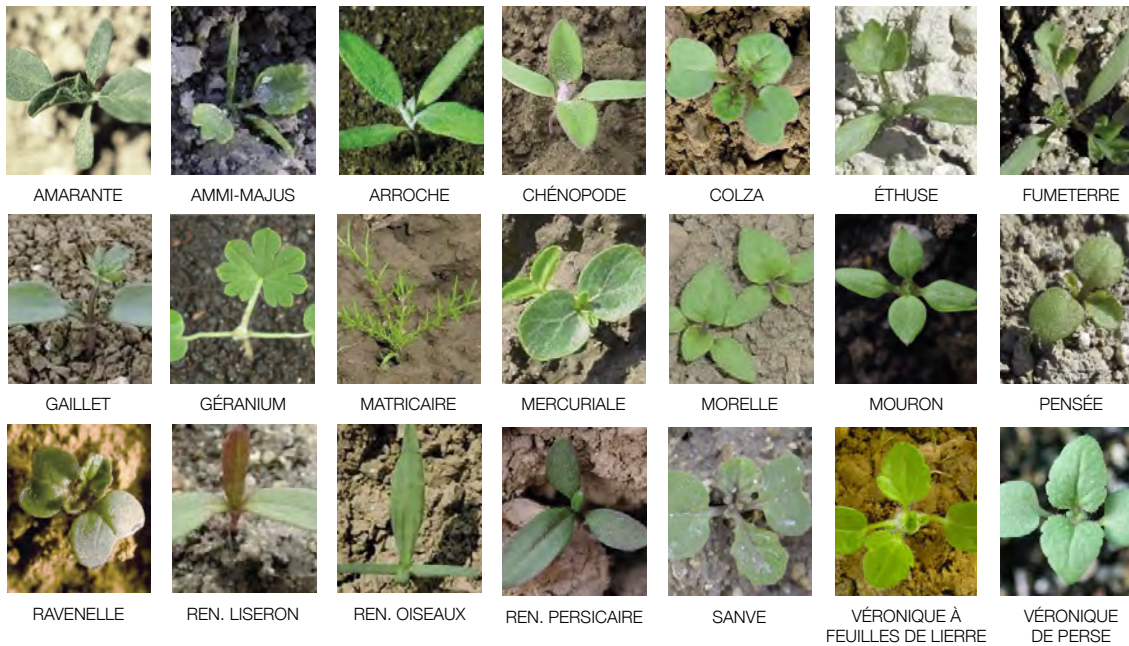 AMARANTE
AMMI-MAJUS
ARROCHE
CHÉNOPODE
COLZA
ÉTHUSE
FUMETERRE
GAILLET
GÉRANIUM
MATRICAIRE
MERCURIALE
MORELLE
MOURON
PENSÉE
RAVENELLE
REN. LISERON
REN. OISEAUX
REN. PERSICAIRE
SANVE
VÉRONIQUE À
FEUILLES DE LIERRE
VÉRONIQUE
DE PERSE